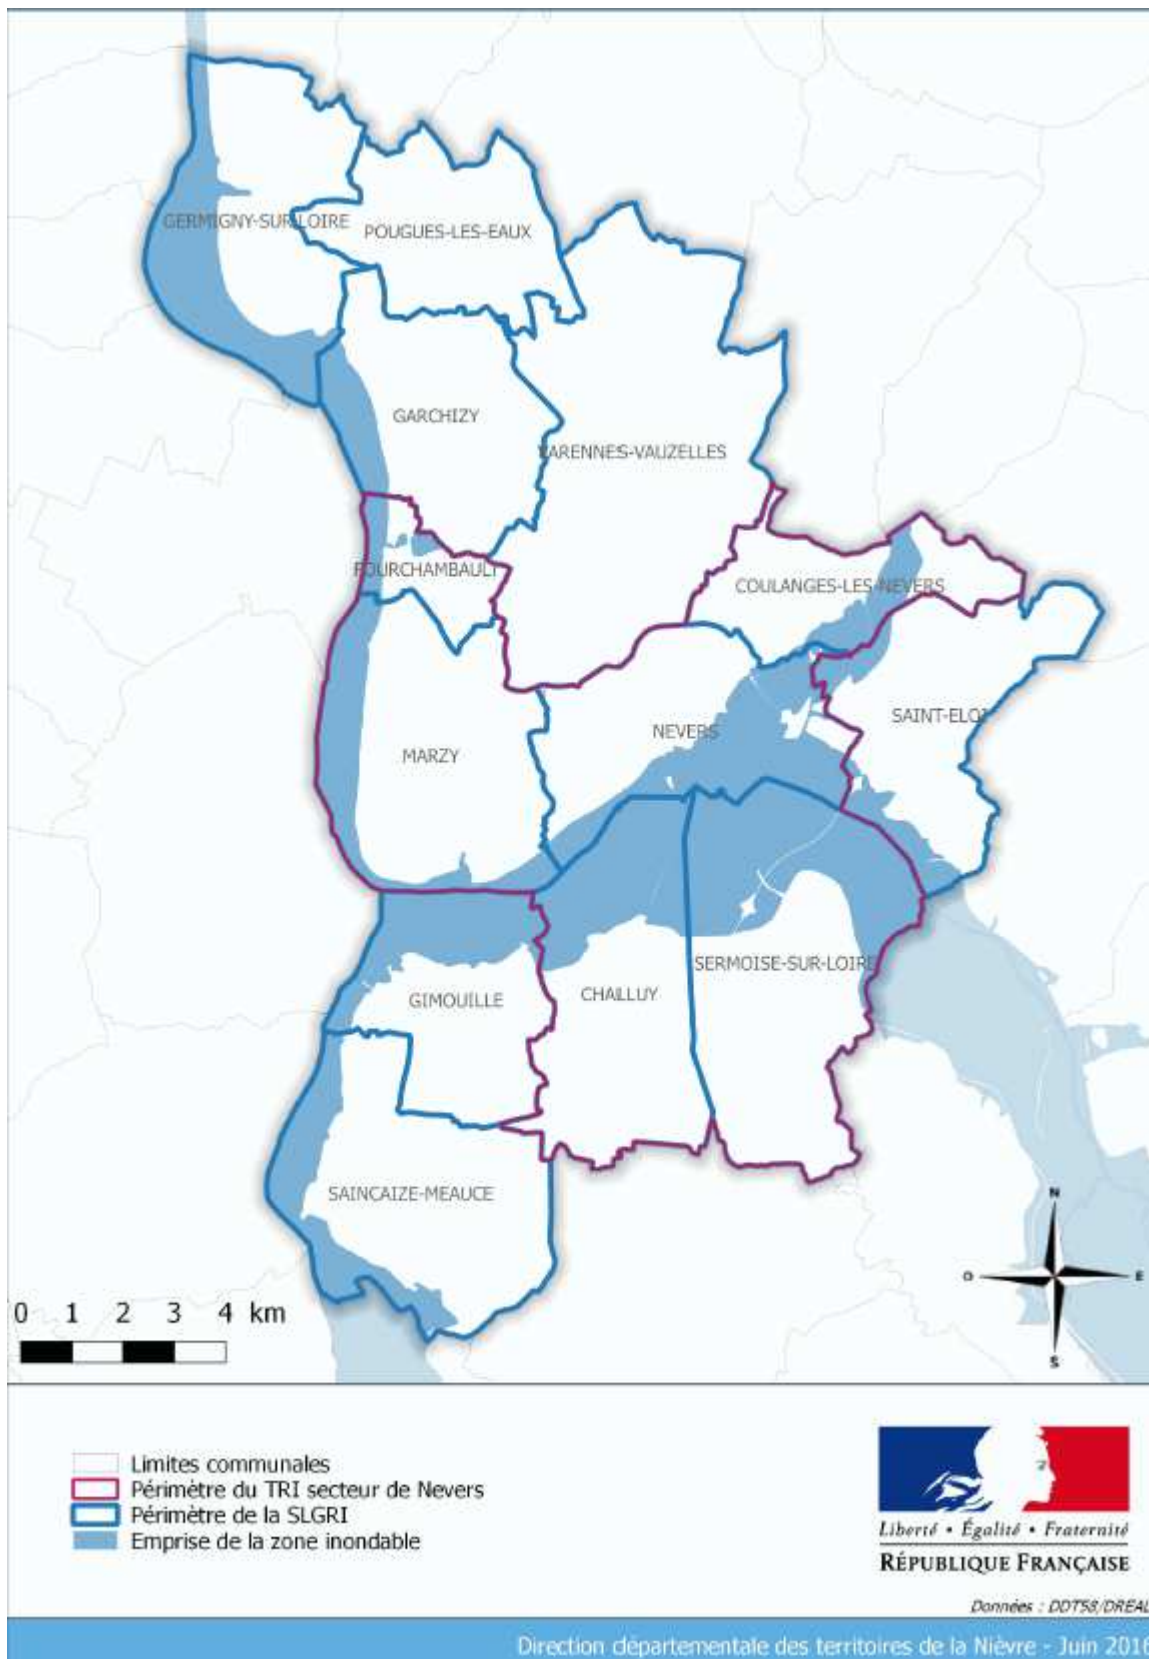 GERMIGNY-SUR-LOIRE
POUGUES-LES-EAUX
GARCHIZY
VARENNES-VAUZELLES
FOURCHAMBAULT
COULANGES-LES-NEVERS
SAINT-ELOI
NEVERS
MARZY
SERMOISE-SUR-LOIRE
CHALLUY
GIMOUILLE
SAINCAIZE-MEAUCE
N
O E
S
0 1 2 3 4 km
Limites communales
Périmètre du TRI secteur de Nevers
Périmètre de la SLGRI
Emprise de la zone inondable
Liberté • Égalité • Fraternité
RÉPUBLIQUE FRANÇAISE
Données : DDT58/DREAL
Direction départementale des territoires de la Nièvre - Juin 2016